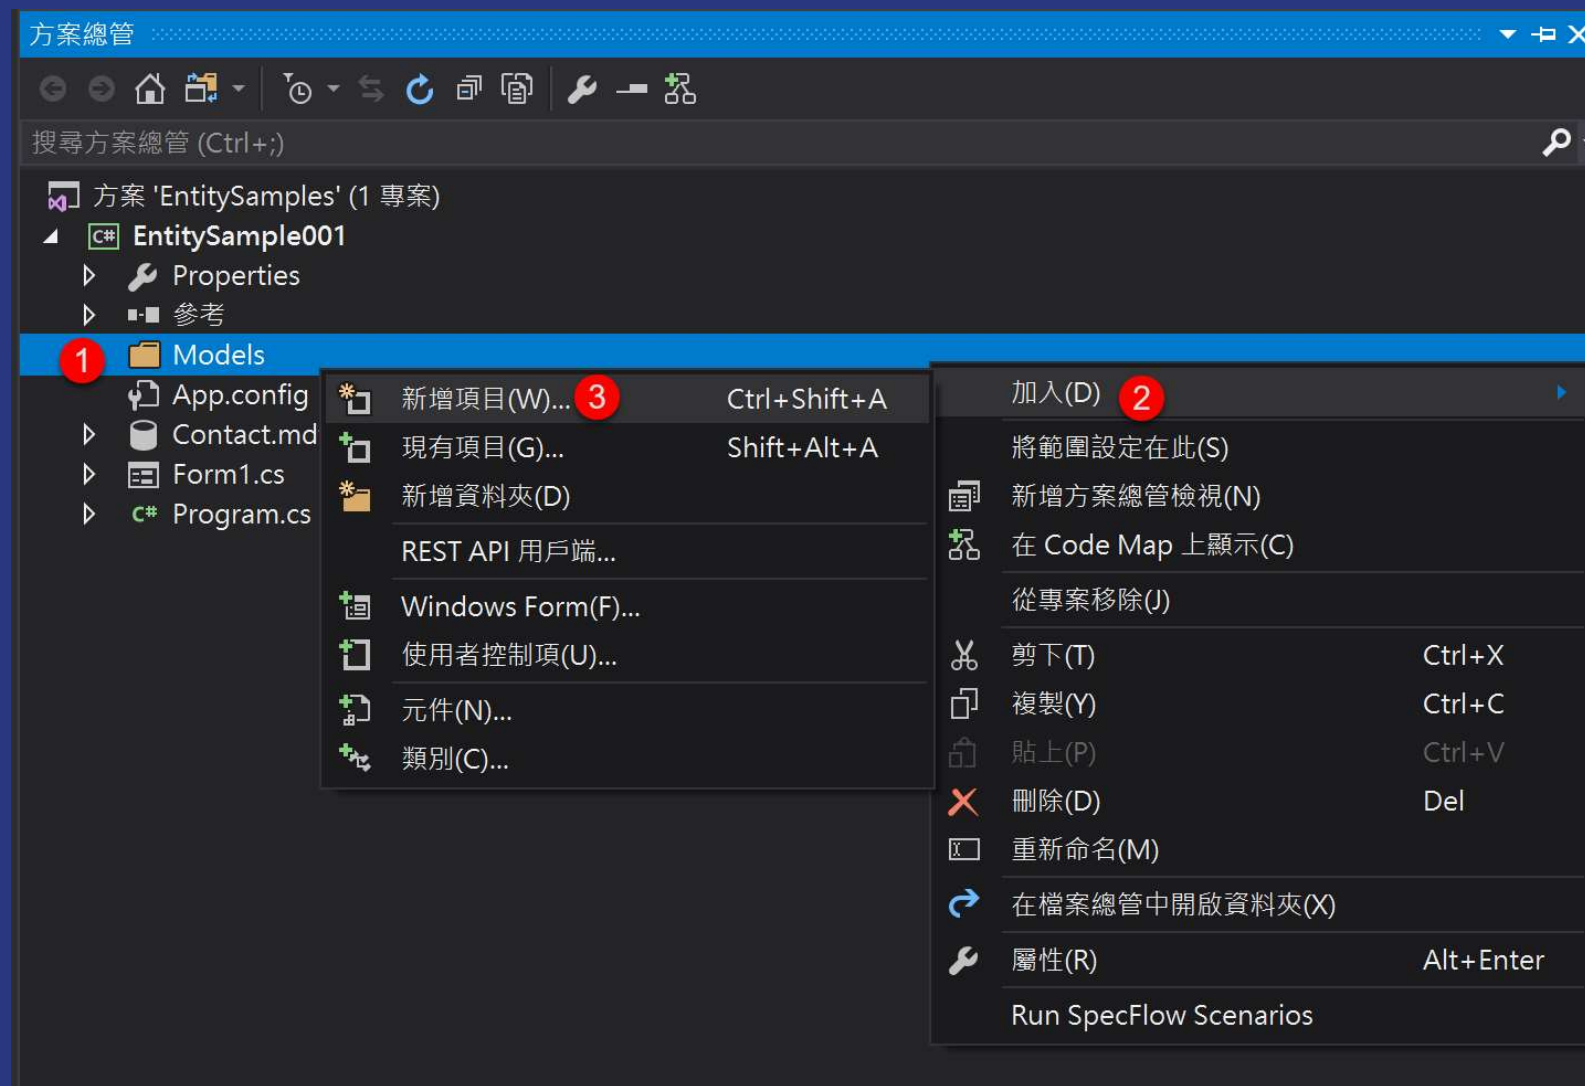 方案總管
搜尋方案總管 (Ctrl+;)
方案 'EntitySamples' (1 專案)
C# EntitySample001
Properties
參考
1 Models
App.config
Contact.md
Form1.cs
C# Program.cs
新增項目(W)... 3 Ctrl+Shift+A
現有項目(G)... Shift+Alt+A
新增資料夾(D)
REST API 用戶端...
Windows Form(F)...
使用者控制項(U)...
元件(N)...
類別(C)...
加入(D) 2
將範圍設定在此(S)
新增方案總管檢視(N)
在 Code Map 上顯示(C)
從專案移除(J)
剪下(T) Ctrl+X
複製(Y) Ctrl+C
貼上(P) Ctrl+V
刪除(D) Del
重新命名(M)
在檔案總管中開啟資料夾(X)
屬性(R) Alt+Enter
Run SpecFlow Scenarios